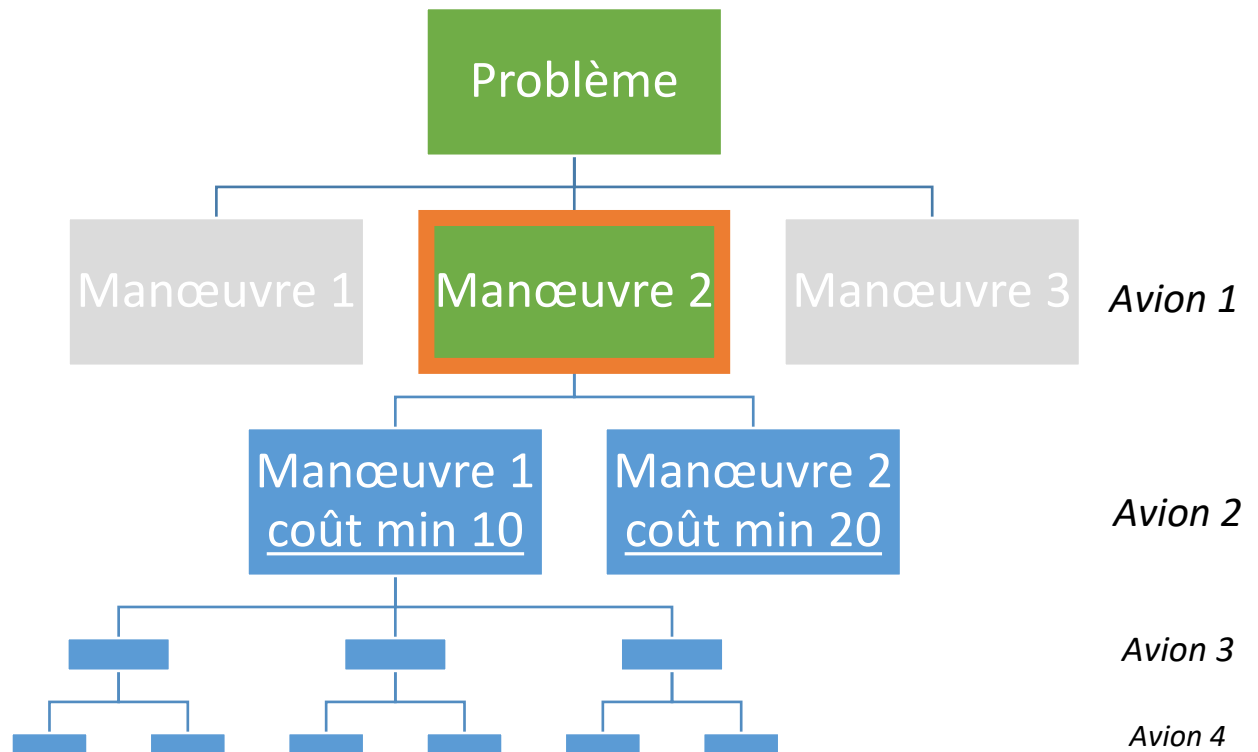 Problème
Manœuvre 1
Manœuvre 2
Manœuvre 3
Avion 1
Manœuvre 1
coût min 10
Manœuvre 2
coût min 20
Avion 2
Avion 3
Avion 4